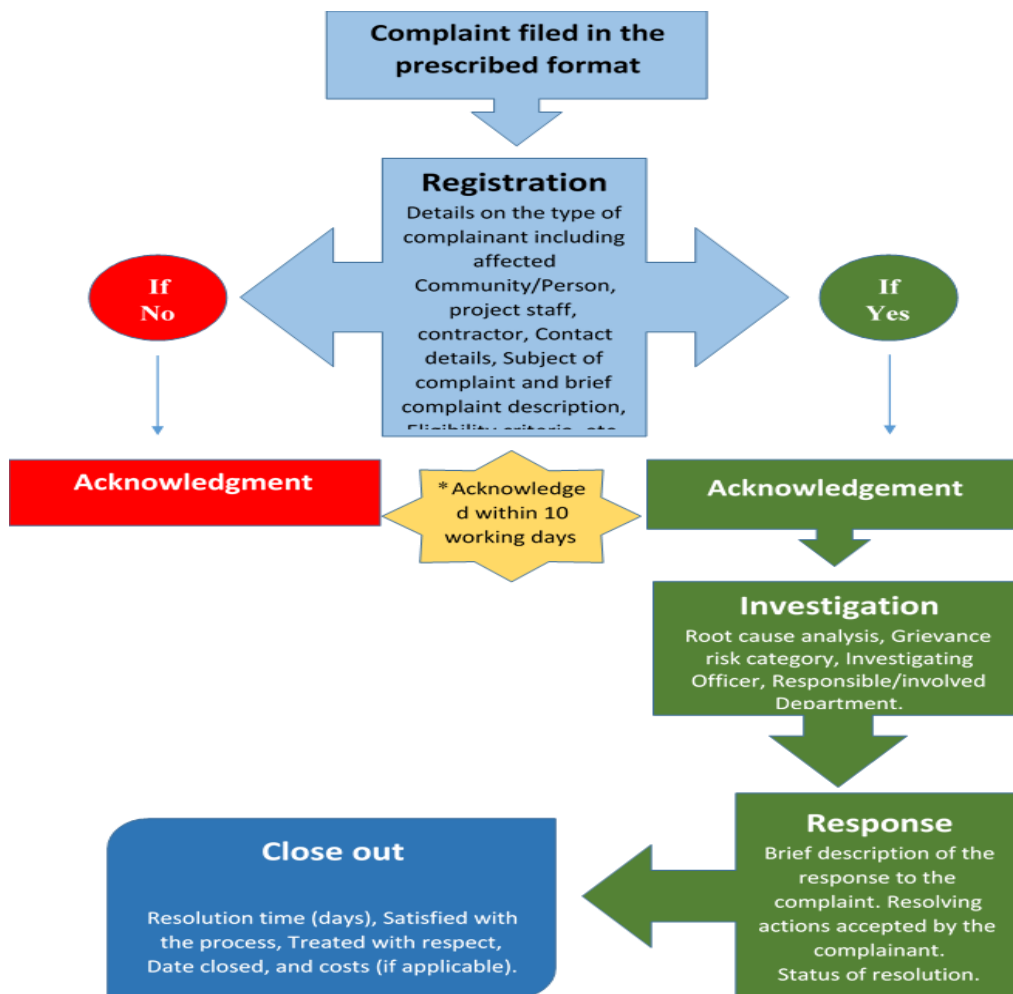 Complaint filed in the
prescribed format
Registration
Details on the type of
complainant including
affected
Community/Person,
project staff,
contractor, Contact
details, Subject of
complaint and brief
complaint description,
Eligibility criteria, etc.
If
No
If
Yes
Acknowledgment
*Acknowledge
d within 10
working days
Acknowledgement
Investigation
Root cause analysis, Grievance
risk category, Investigating
Officer, Responsible/involved
Department.
Response
Brief description of the
response to the
complaint. Resolving
actions accepted by the
complainant.
Status of resolution.
Close out
Resolution time (days), Satisfied with
the process, Treated with respect,
Date closed, and costs (if applicable).